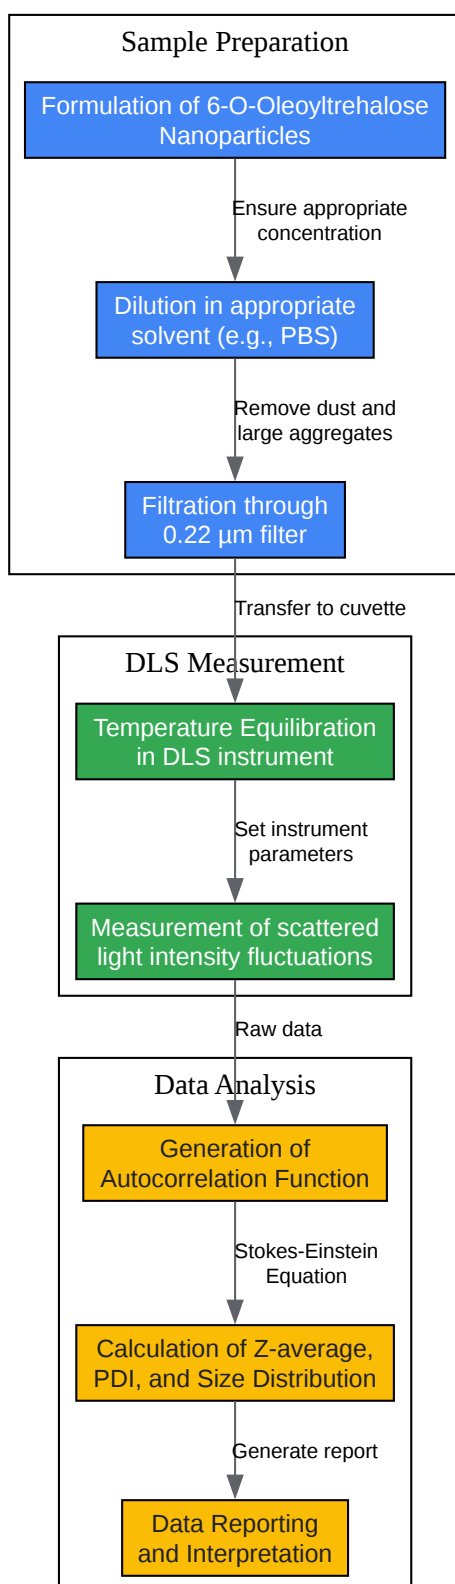 Sample Preparation
Formulation of 6-O-Oleoyltrehalose
Nanoparticles
Ensure appropriate
concentration
Dilution in appropriate
solvent (e.g., PBS)
Remove dust and
large aggregates
Filtration through
0.22 µm filter
Transfer to cuvette
DLS Measurement
Temperature Equilibration
in DLS instrument
Set instrument
parameters
Measurement of scattered
light intensity fluctuations
Raw data
Data Analysis
Generation of
Autocorrelation Function
Stokes-Einstein
Equation
Calculation of Z-average,
PDI, and Size Distribution
Generate report
Data Reporting
and Interpretation